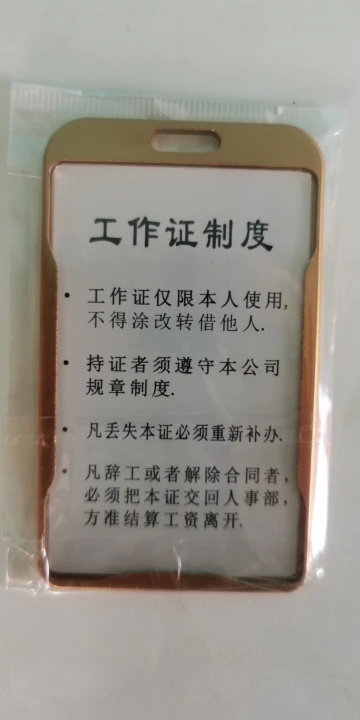 工作证制度
• 工作证仅限本人使用,
不得涂改转借他人.
• 持证者须遵守本公司
规章制度.
• 凡丢失本证必须重新补办.
• 凡辞工或者解除合同者,
必须把本证交回人事部,
方准结算工资离开.